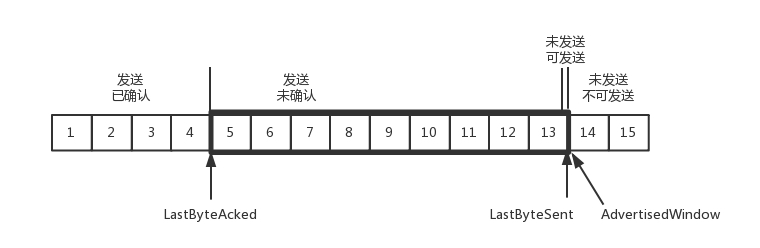 未发送
可发送
发送
已确认
发送
未确认
未发送
不可发送
1 2 3 4 5 6 7 8 9 10 11 12 13 14 15
LastByteAcked LastByteSent AdvertisedWindow